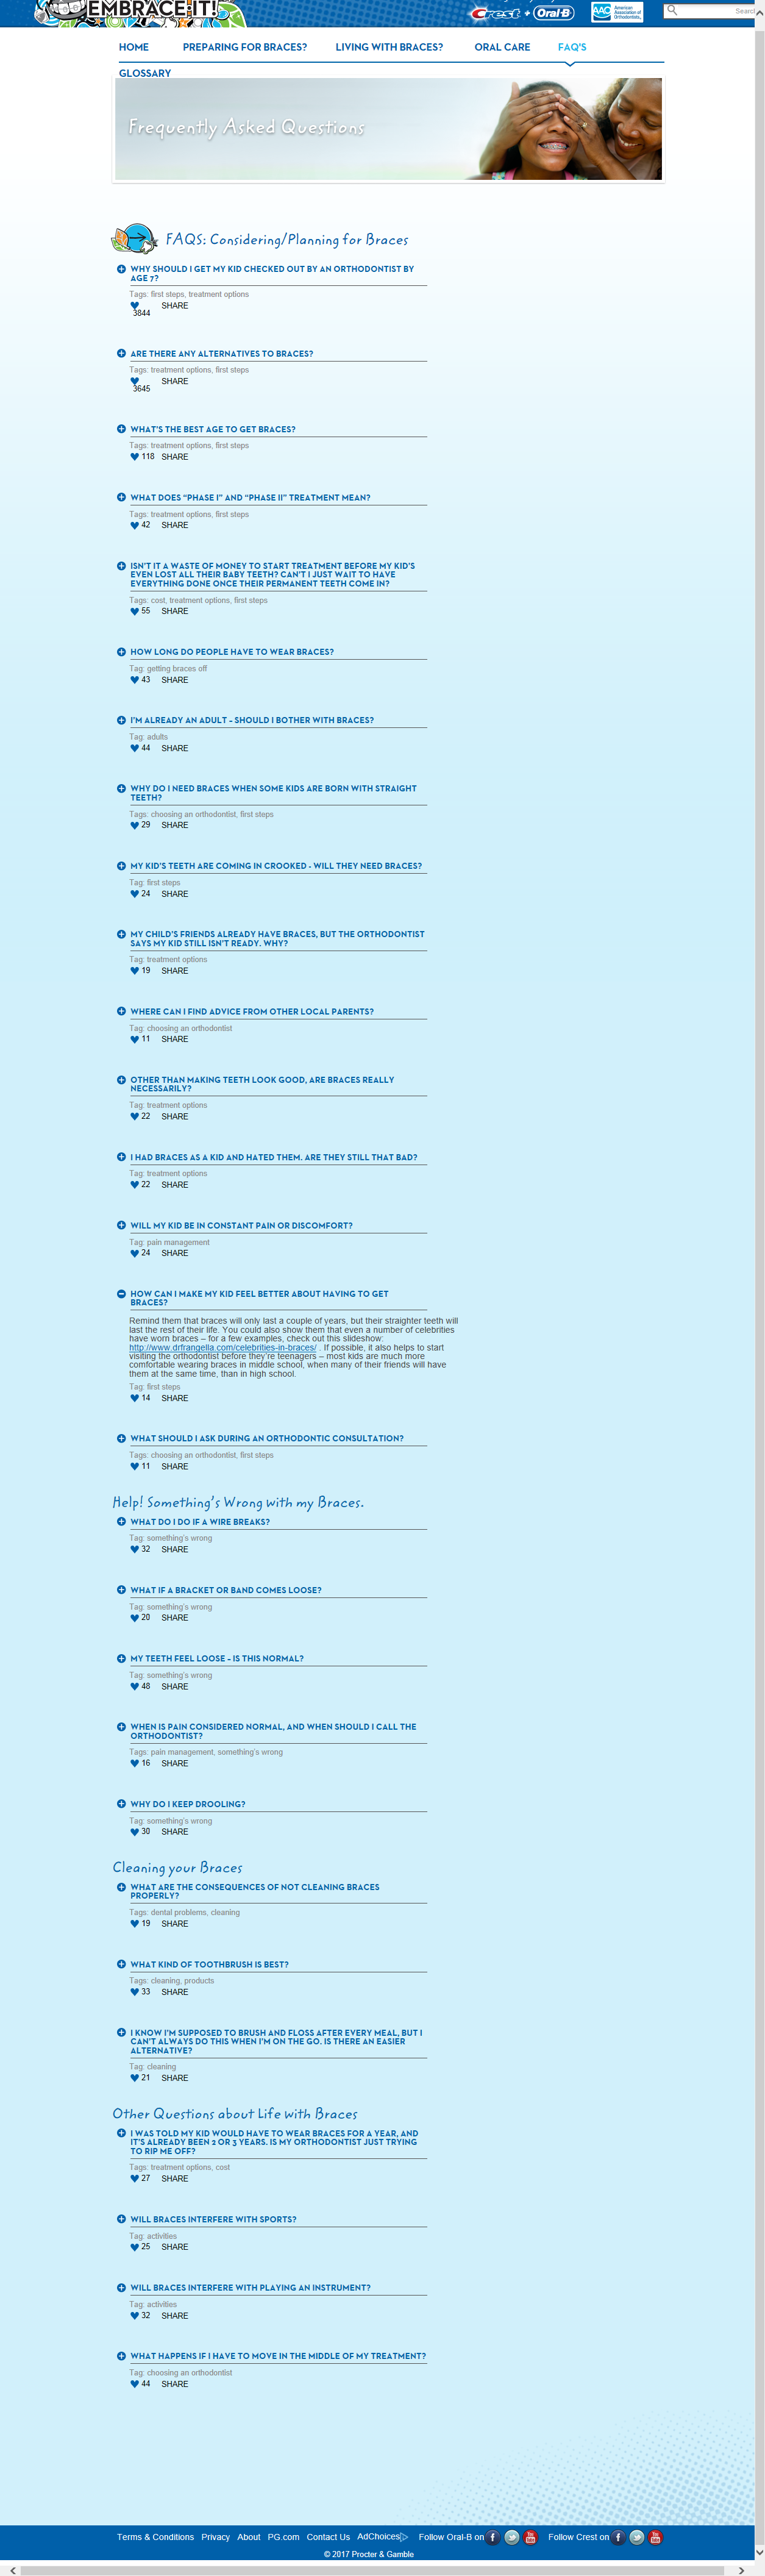 EMBRACE IT!
Crest + Oral-B
AAO American Association of Orthodontists.
Search
HOME PREPARING FOR BRACES? LIVING WITH BRACES? ORAL CARE FAQ'S
GLOSSARY
Frequently Asked Questions
FAQS: Considering/Planning for Braces
WHY SHOULD I GET MY KID CHECKED OUT BY AN ORTHODONTIST BY
AGE 7?
Tags: first steps, treatment options
SHARE
3844
ARE THERE ANY ALTERNATIVES TO BRACES?
Tags: treatment options, first steps
SHARE
3645
WHAT'S THE BEST AGE TO GET BRACES?
Tags: treatment options, first steps
118 SHARE
WHAT DOES “PHASE I” AND “PHASE II” TREATMENT MEAN?
Tags: treatment options, first steps
42 SHARE
ISN'T IT A WASTE OF MONEY TO START TREATMENT BEFORE MY KID'S
EVEN LOST ALL THEIR BABY TEETH? CAN'T I JUST WAIT TO HAVE
EVERYTHING DONE ONCE THEIR PERMANENT TEETH COME IN?
Tags: cost, treatment options, first steps
55 SHARE
HOW LONG DO PEOPLE HAVE TO WEAR BRACES?
Tag: getting braces off
43 SHARE
I'M ALREADY AN ADULT – SHOULD I BOTHER WITH BRACES?
Tag: adults
44 SHARE
WHY DO I NEED BRACES WHEN SOME KIDS ARE BORN WITH STRAIGHT
TEETH?
Tags: choosing an orthodontist, first steps
29 SHARE
MY KID'S TEETH ARE COMING IN CROOKED - WILL THEY NEED BRACES?
Tag: first steps
24 SHARE
MY CHILD'S FRIENDS ALREADY HAVE BRACES, BUT THE ORTHODONTIST
SAYS MY KID STILL ISN'T READY. WHY?
Tag: treatment options
19 SHARE
WHERE CAN I FIND ADVICE FROM OTHER LOCAL PARENTS?
Tag: choosing an orthodontist
11 SHARE
OTHER THAN MAKING TEETH LOOK GOOD, ARE BRACES REALLY
NECESSARILY?
Tag: treatment options
22 SHARE
I HAD BRACES AS A KID AND HATED THEM. ARE THEY STILL THAT BAD?
Tag: treatment options
22 SHARE
WILL MY KID BE IN CONSTANT PAIN OR DISCOMFORT?
Tag: pain management
24 SHARE
HOW CAN I MAKE MY KID FEEL BETTER ABOUT HAVING TO GET
BRACES?
Remind them that braces will only last a couple of years, but their straighter teeth will
last the rest of their life. You could also show them that even a number of celebrities
have worn braces – for a few examples, check out this slideshow:
http://www.drfrangella.com/celebrities-in-braces/ . If possible, it also helps to start
visiting the orthodontist before they're teenagers – most kids are much more
comfortable wearing braces in middle school, when many of their friends will have
them at the same time, than in high school.
Tag: first steps
14 SHARE
WHAT SHOULD I ASK DURING AN ORTHODONTIC CONSULTATION?
Tags: choosing an orthodontist, first steps
11 SHARE
Help! Something's Wrong with my Braces.
WHAT DO I DO IF A WIRE BREAKS?
Tag: something's wrong
32 SHARE
WHAT IF A BRACKET OR BAND COMES LOOSE?
Tag: something's wrong
20 SHARE
MY TEETH FEEL LOOSE – IS THIS NORMAL?
Tag: something's wrong
48 SHARE
WHEN IS PAIN CONSIDERED NORMAL, AND WHEN SHOULD I CALL THE
ORTHODONTIST?
Tags: pain management, something's wrong
16 SHARE
WHY DO I KEEP DROOLING?
Tag: something's wrong
30 SHARE
Cleaning your Braces
WHAT ARE THE CONSEQUENCES OF NOT CLEANING BRACES
PROPERLY?
Tags: dental problems, cleaning
19 SHARE
WHAT KIND OF TOOTHBRUSH IS BEST?
Tags: cleaning, products
33 SHARE
I KNOW I'M SUPPOSED TO BRUSH AND FLOSS AFTER EVERY MEAL, BUT I
CAN'T ALWAYS DO THIS WHEN I'M ON THE GO. IS THERE AN EASIER
ALTERNATIVE?
Tag: cleaning
21 SHARE
Other Questions about Life with Braces
I WAS TOLD MY KID WOULD HAVE TO WEAR BRACES FOR A YEAR, AND
IT'S ALREADY BEEN 2 OR 3 YEARS. IS MY ORTHODONTIST JUST TRYING
TO RIP ME OFF?
Tags: treatment options, cost
27 SHARE
WILL BRACES INTERFERE WITH SPORTS?
Tag: activities
25 SHARE
WILL BRACES INTERFERE WITH PLAYING AN INSTRUMENT?
Tag: activities
32 SHARE
WHAT HAPPENS IF I HAVE TO MOVE IN THE MIDDLE OF MY TREATMENT?
Tag: choosing an orthodontist
44 SHARE
Terms & Conditions Privacy About PG.com Contact Us AdChoices Follow Oral-B on Follow Crest on
© 2017 Procter & Gamble